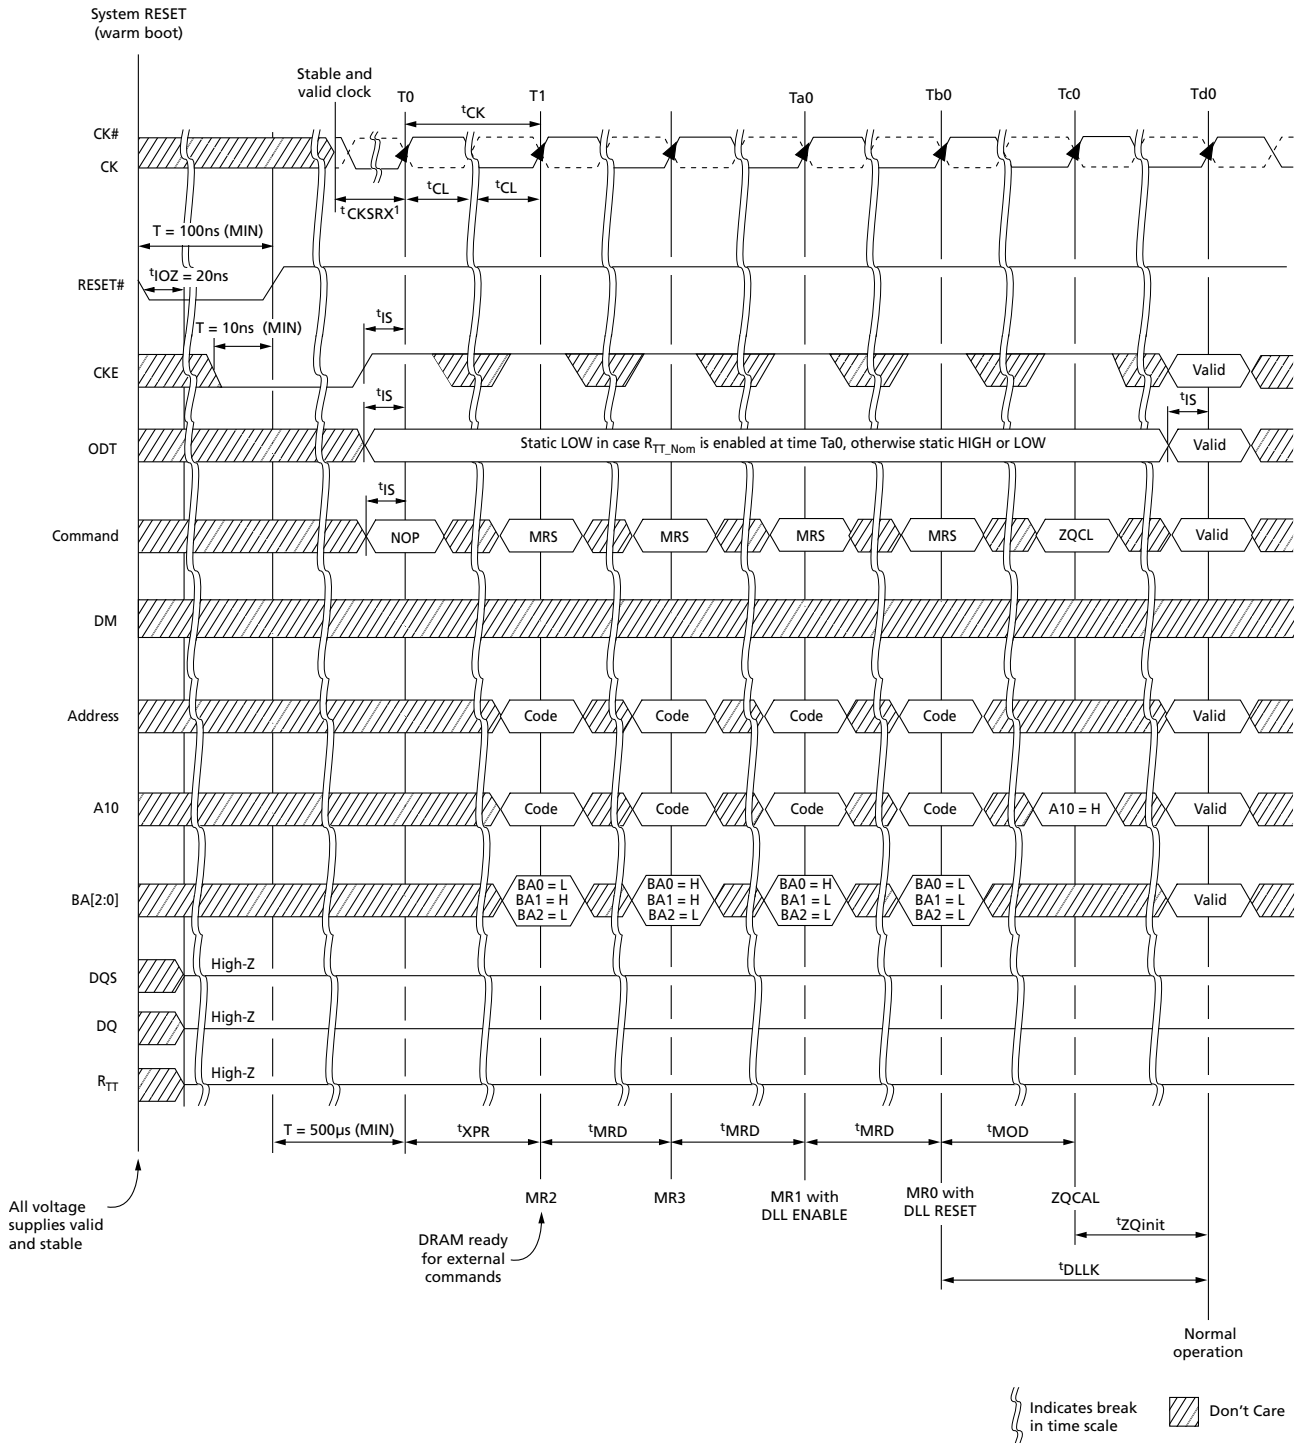 System RESET
(warm boot)
Stable and
valid clock
T0
T1
Ta0
Tb0
Tc0
Td0
tCK
CK#
CK
tCL
tCL
tCKSRX1
T = 100ns (MIN)
tIOZ = 20ns
RESET#
T = 10ns (MIN)
tIS
CKE
Valid
tIS
tIS
ODT
Static LOW in case RTT_Nom is enabled at time Ta0, otherwise static HIGH or LOW
Valid
tIS
Command
NOP
MRS
MRS
MRS
MRS
ZQCL
Valid
DM
Address
Code
Code
Code
Code
Valid
A10
Code
Code
Code
Code
A10 = H
Valid
BA[2:0]
BA0 = L
BA1 = H
BA2 = L
BA0 = H
BA1 = H
BA2 = L
BA0 = H
BA1 = L
BA2 = L
BA0 = L
BA1 = L
BA2 = L
Valid
DQS
High-Z
DQ
High-Z
RTT
High-Z
T = 500µs (MIN)
tXPR
tMRD
tMRD
tMRD
tMOD
All voltage
supplies valid
and stable
MR2
MR3
MR1 with
DLL ENABLE
MR0 with
DLL RESET
ZQCAL
DRAM ready
for external
commands
tZQinit
tDLLK
Normal
operation
Indicates break
in time scale
Don't Care